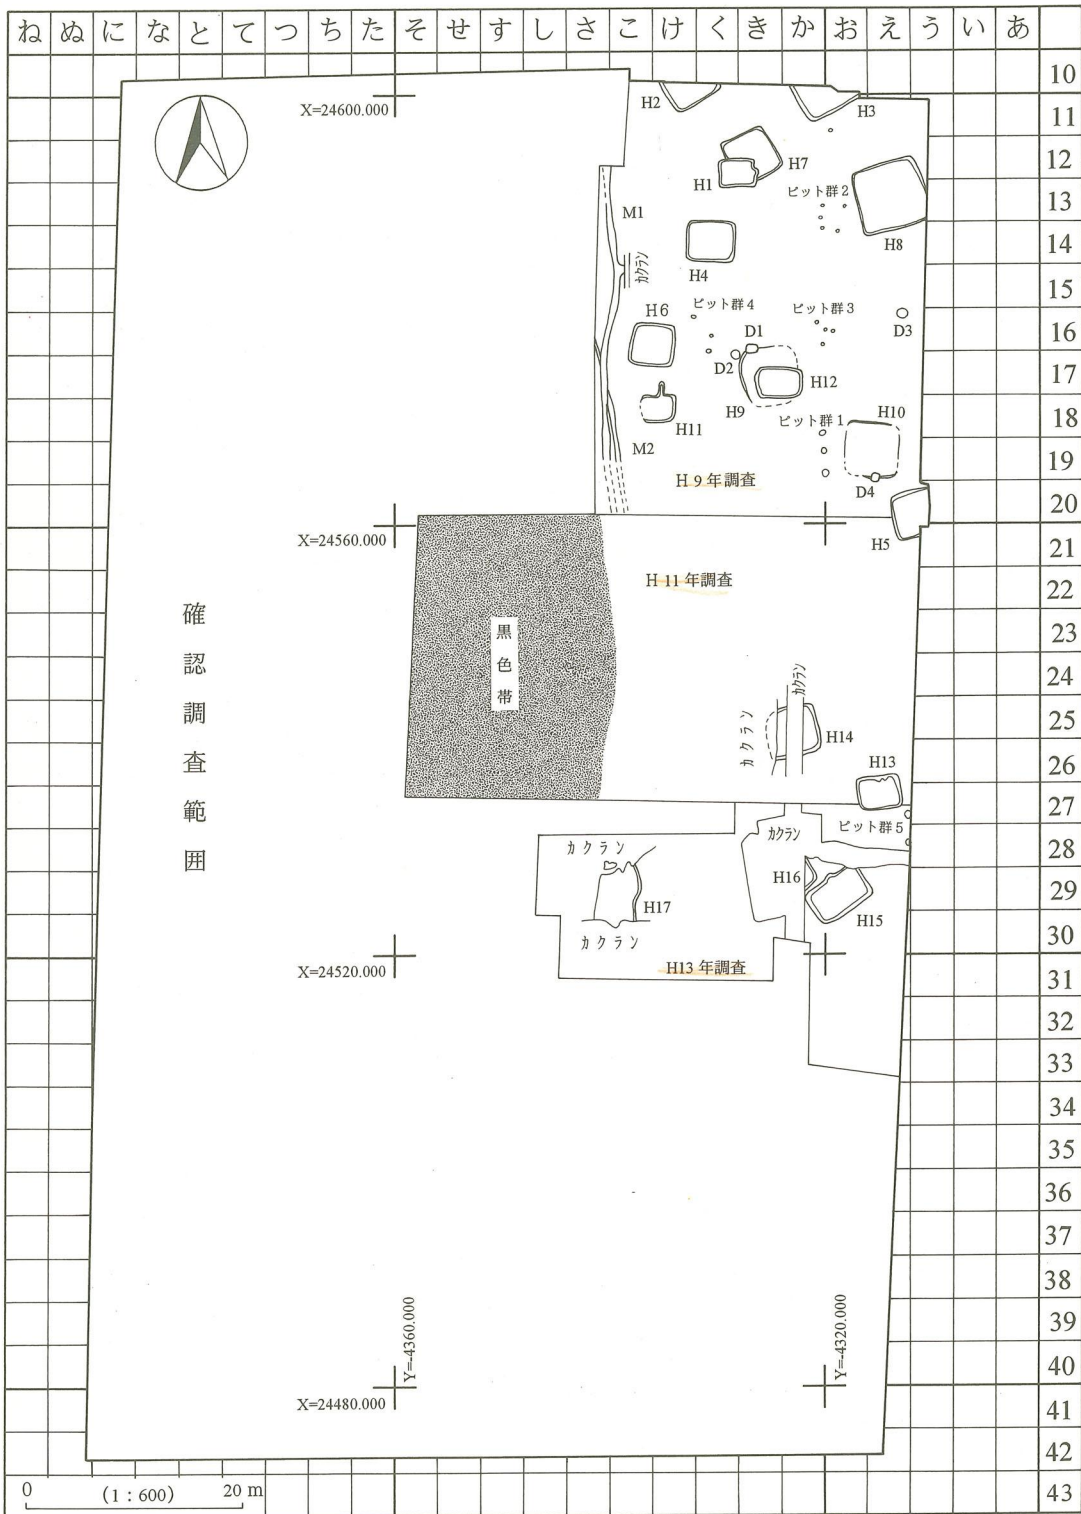 ね ぬ に な と て つ ち た そ せ す し さ こ け く き か お え う い あ
10
X=24600.000
H2
H3
11
H7
12
H1
ピット群2
13
M1
H8
14
カクラン
H4
15
H6
ピット群4
ピット群3
D1
D3
16
D2
H12
17
H9
H11
ピット群1
H10
18
M2
H 9 年調査
D4
19
20
X=24560.000
H5
21
H 11 年調査
22
確認調査範囲
黒色帯
23
カクラン
24
カクラン
H14
25
H13
26
27
カクラン
カクラン
ピット群5
28
H16
H17
H15
29
カクラン
30
X=24520.000
H13 年調査
31
32
33
34
35
36
37
38
Y=-4360.000
Y=-4320.000
39
40
X=24480.000
41
42
0 (1：600) 20 m
43